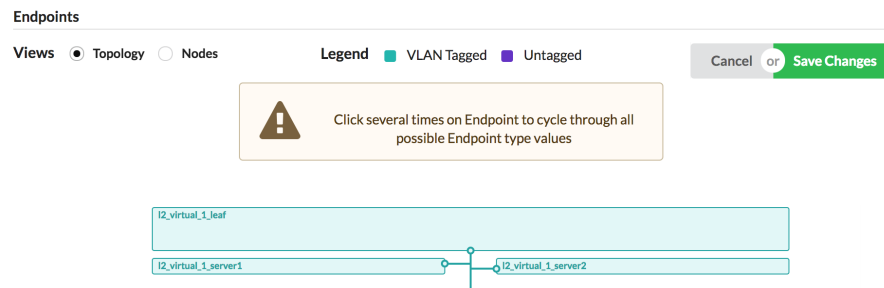 Endpoints
Views Topology Nodes Legend VLAN Tagged Untagged Cancel or Save Changes
Click several times on Endpoint to cycle through all
possible Endpoint type values
l2_virtual_1_leaf
l2_virtual_1_server1 l2_virtual_1_server2